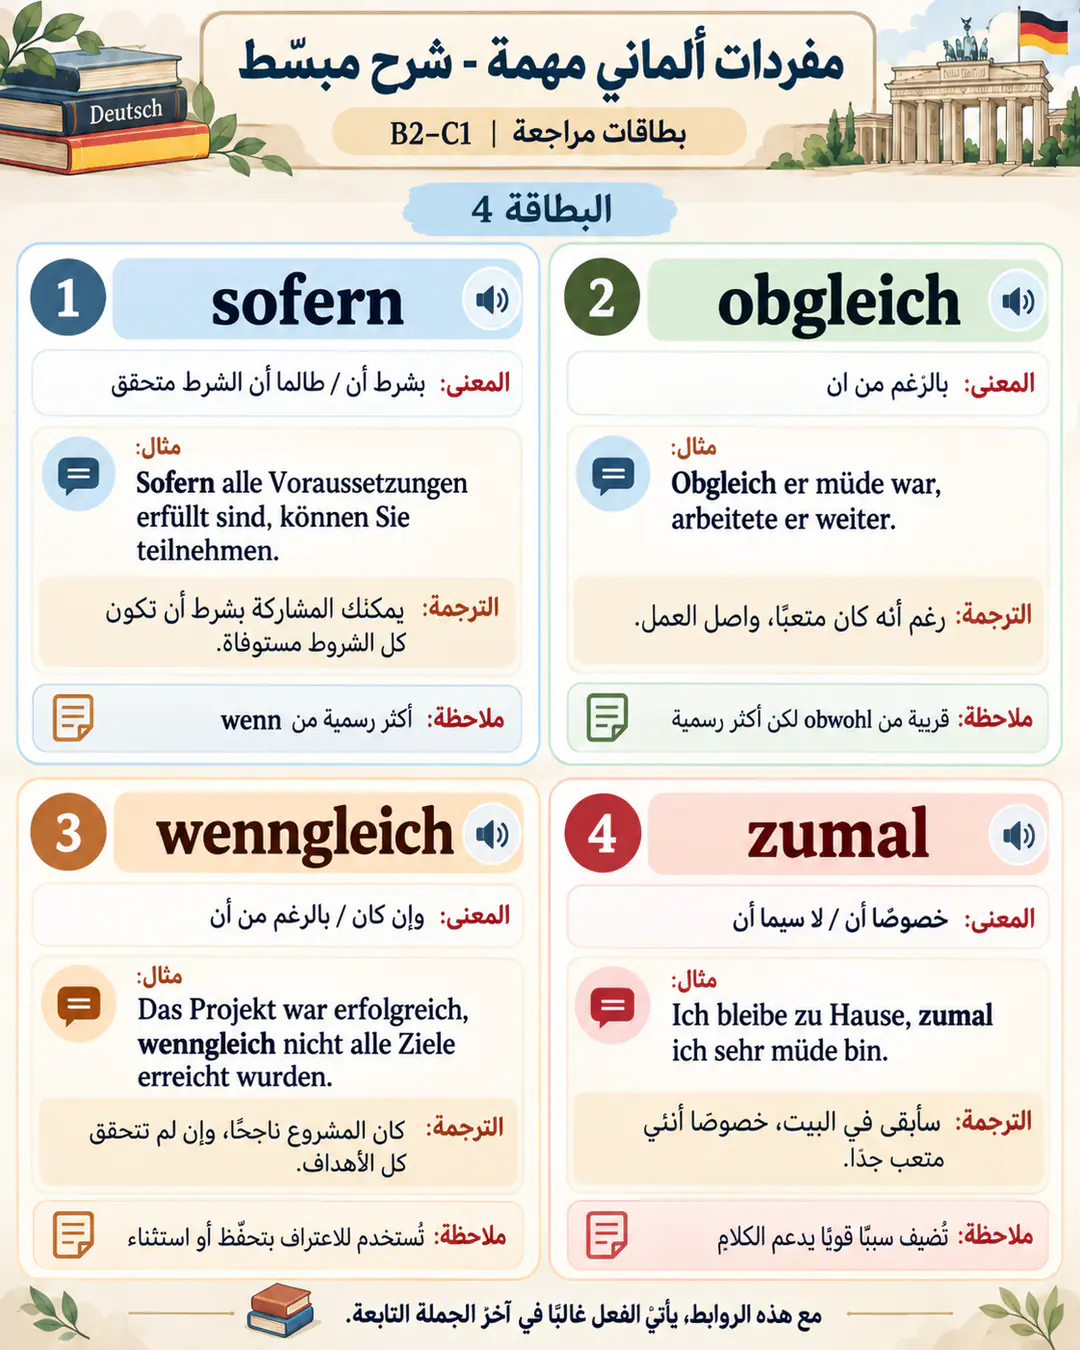 مفردات ألماني مهمة - شرح مبسّط
بطاقات مراجعة | B2-C1
Deutsch
البطاقة 4
1
sofern
المعنى: بشرط أن / طالما أن الشرط متحقق
مثال:
Sofern alle Voraussetzungen
erfüllt sind, können Sie
teilnehmen.
الترجمة: يمكنك المشاركة بشرط أن تكون
كل الشروط مستوفاة.
ملاحظة: أكثر رسمية من wenn
2
obgleich
المعنى: بالرّغم من ان
مثال:
Obgleich er müde war,
arbeitete er weiter.
الترجمة: رغم أنه كان متعبًا، واصل العمل.
ملاحظة: قريبة من obwohl لكن أكثر رسمية
3
wenngleich
المعنى: وإن كان / بالرغم من أن
مثال:
Das Projekt war erfolgreich,
wenngleich nicht alle Ziele
erreicht wurden.
الترجمة: كان المشروع ناجحًا، وإن لم تتحقق
كل الأهداف.
ملاحظة: تُستخدم للاعتراف بتحفّظ أو استثناء
4
zumal
المعنى: خصوصًا أن / لا سيما أن
مثال:
Ich bleibe zu Hause, zumal
ich sehr müde bin.
الترجمة: سأبقى في البيت، خصوصًا أنني
متعب جدًا.
ملاحظة: تُضيف سببًّا قويًا يدعم الكلامِ
مع هذه الروابط، يأتيْ الفعل غالبًا في آخرْ الجملة التابعة.